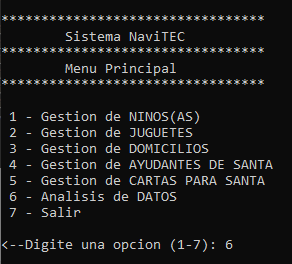 *********************************
Sistema NaviTEC
*********************************
Menu Principal
*********************************
1 - Gestion de NINOS(AS)
2 - Gestion de JUGUETES
3 - Gestion de DOMICILIOS
4 - Gestion de AYUDANTES DE SANTA
5 - Gestion de CARTAS PARA SANTA
6 - Analisis de DATOS
7 - Salir
<--Digite una opcion (1-7): 6